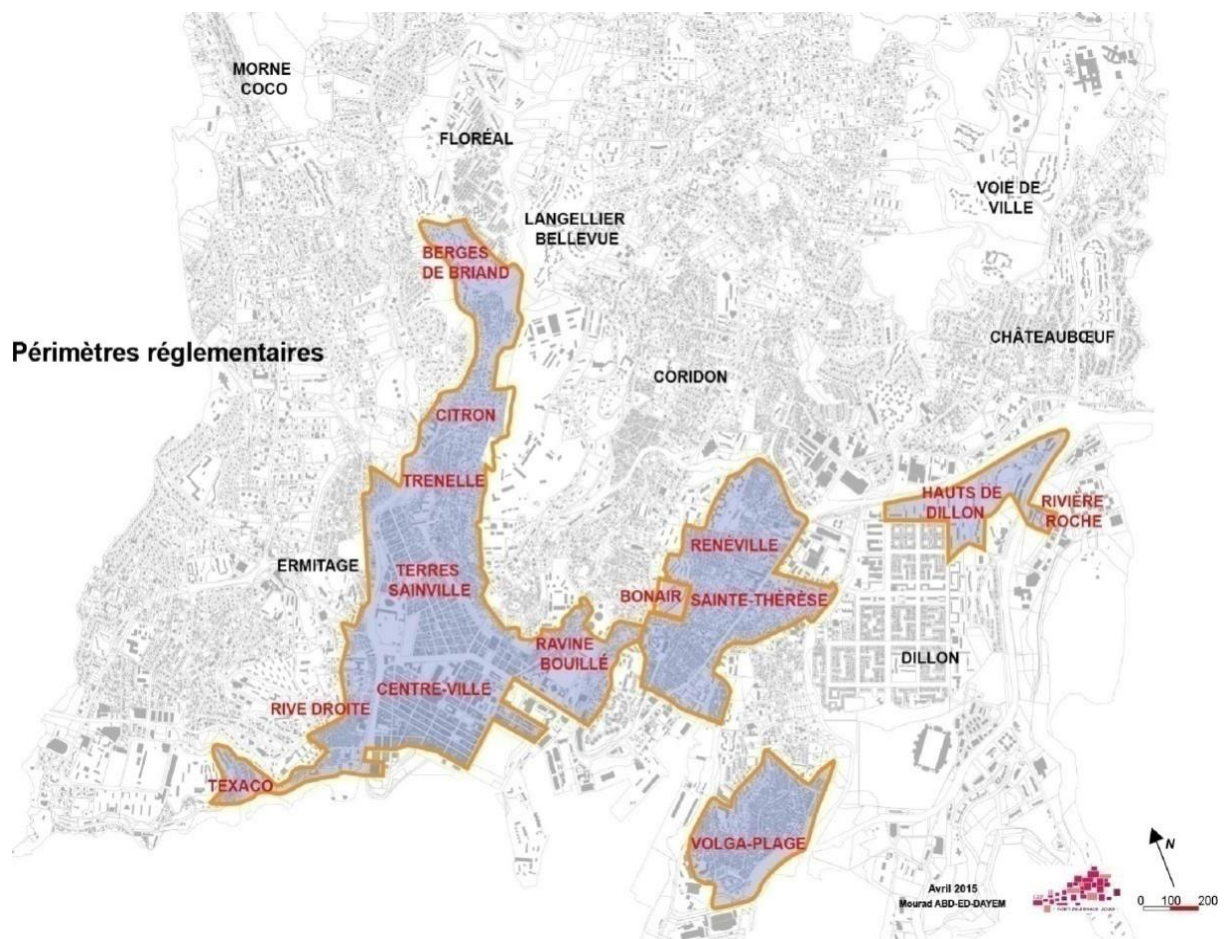 MORNE
COCO
FLORÉAL
VOIE DE
VILLE
LANGELLIER
BELLEVUE
BERGES
DE BRIAND
Périmètres réglementaires
CHÂTEAUBŒUF
CORIDON
CITRON
TRENELLE
HAUTS DE
DILLON
RIVIÈRE
ROCHE
RENÉVILLE
ERMITAGE
TERRES
SAINVILLE
BONAIR
SAINTE-THÉRÈSE
RAVINE
BOUILLÉ
DILLON
CENTRE-VILLE
RIVE DROITE
TEXACO
VOLGA-PLAGE
N
Avril 2015
Mourad ABD-ED-DAYEM
0 100 200